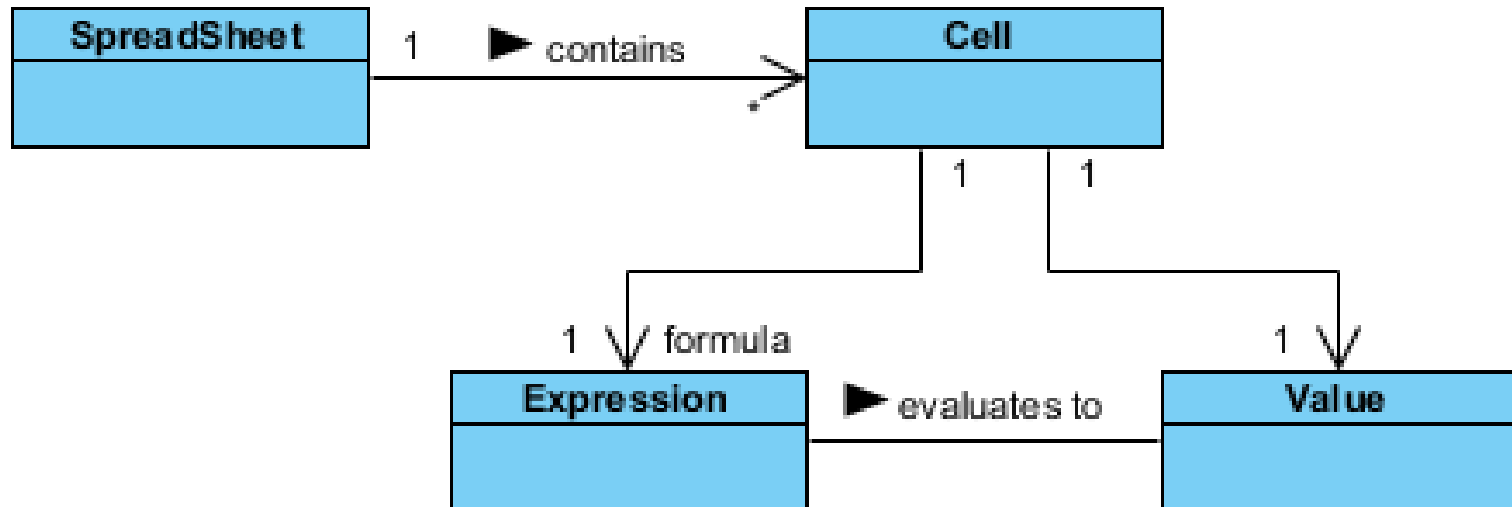 SpreadSheet
1 ► contains
*
Cell
1 1
1 formula
1
Expression
► evaluates to
Value